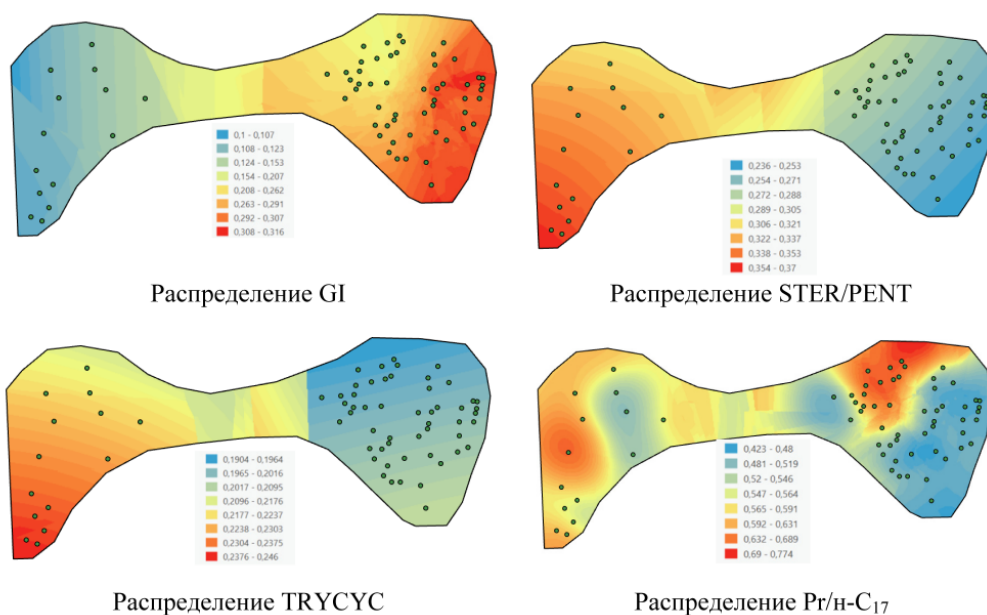 0,1 - 0,107
0,108 - 0,123
0,124 - 0,153
0,154 - 0,207
0,208 - 0,262
0,263 - 0,291
0,292 - 0,307
0,308 - 0,316
Распределение GI
0,236 - 0,253
0,254 - 0,271
0,272 - 0,288
0,289 - 0,305
0,306 - 0,321
0,322 - 0,337
0,338 - 0,353
0,354 - 0,37
Распределение STER/PENT
0,1904 - 0,1964
0,1965 - 0,2016
0,2017 - 0,2095
0,2096 - 0,2176
0,2177 - 0,2237
0,2238 - 0,2303
0,2304 - 0,2375
0,2376 - 0,246
Распределение TRYCYC
0,423 - 0,48
0,481 - 0,519
0,52 - 0,546
0,547 - 0,564
0,565 - 0,591
0,592 - 0,631
0,632 - 0,689
0,69 - 0,774
Распределение Pr/н-C₁₇